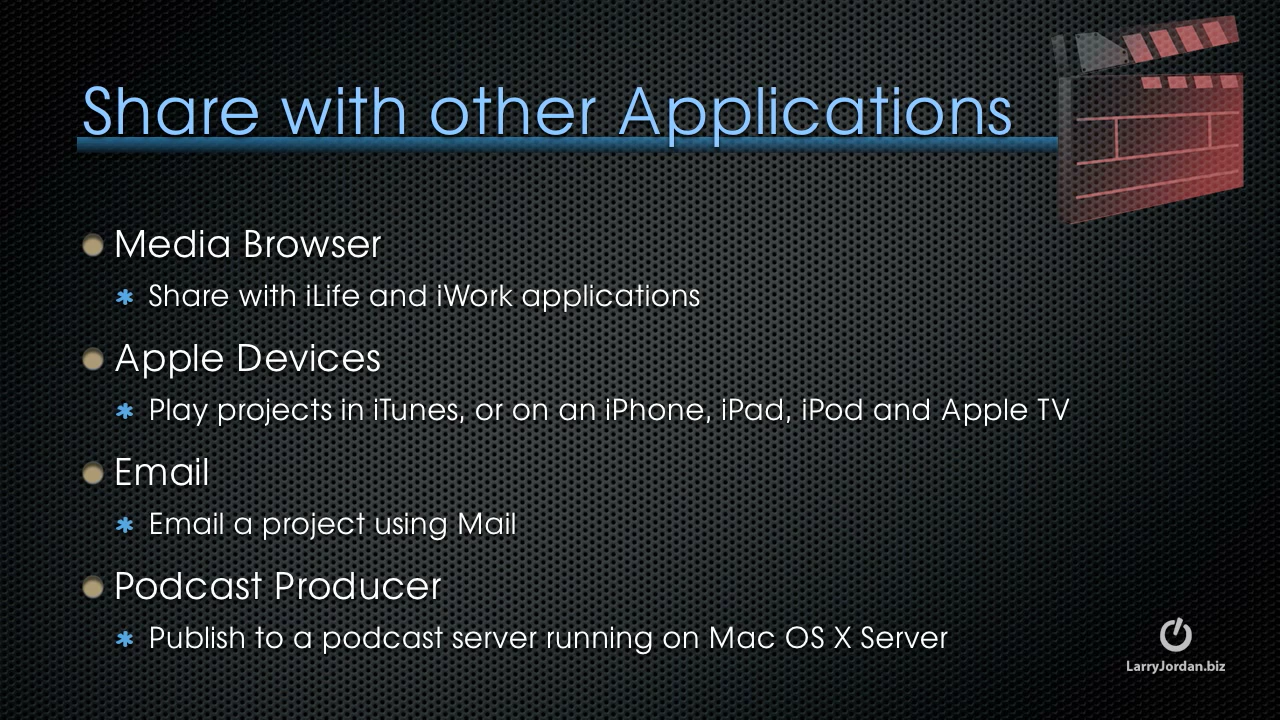 Share with other Applications
Media Browser
Share with iLife and iWork applications
Apple Devices
Play projects in iTunes, or on an iPhone, iPad, iPod and Apple TV
Email
Email a project using Mail
Podcast Producer
Publish to a podcast server running on Mac OS X Server
LarryJordan.biz